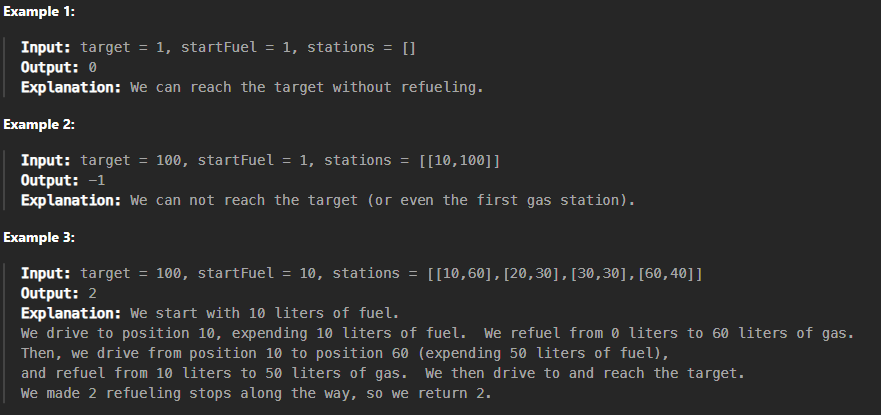 Example 1:
Input: target = 1, startFuel = 1, stations = []
Output: 0
Explanation: We can reach the target without refueling.
Example 2:
Input: target = 100, startFuel = 1, stations = [[10,100]]
Output: -1
Explanation: We can not reach the target (or even the first gas station).
Example 3:
Input: target = 100, startFuel = 10, stations = [[10,60],[20,30],[30,30],[60,40]]
Output: 2
Explanation: We start with 10 liters of fuel.
We drive to position 10, expending 10 liters of fuel.  We refuel from 0 liters to 60 liters of gas.
Then, we drive from position 10 to position 60 (expending 50 liters of fuel),
and refuel from 10 liters to 50 liters of gas.  We then drive to and reach the target.
We made 2 refueling stops along the way, so we return 2.